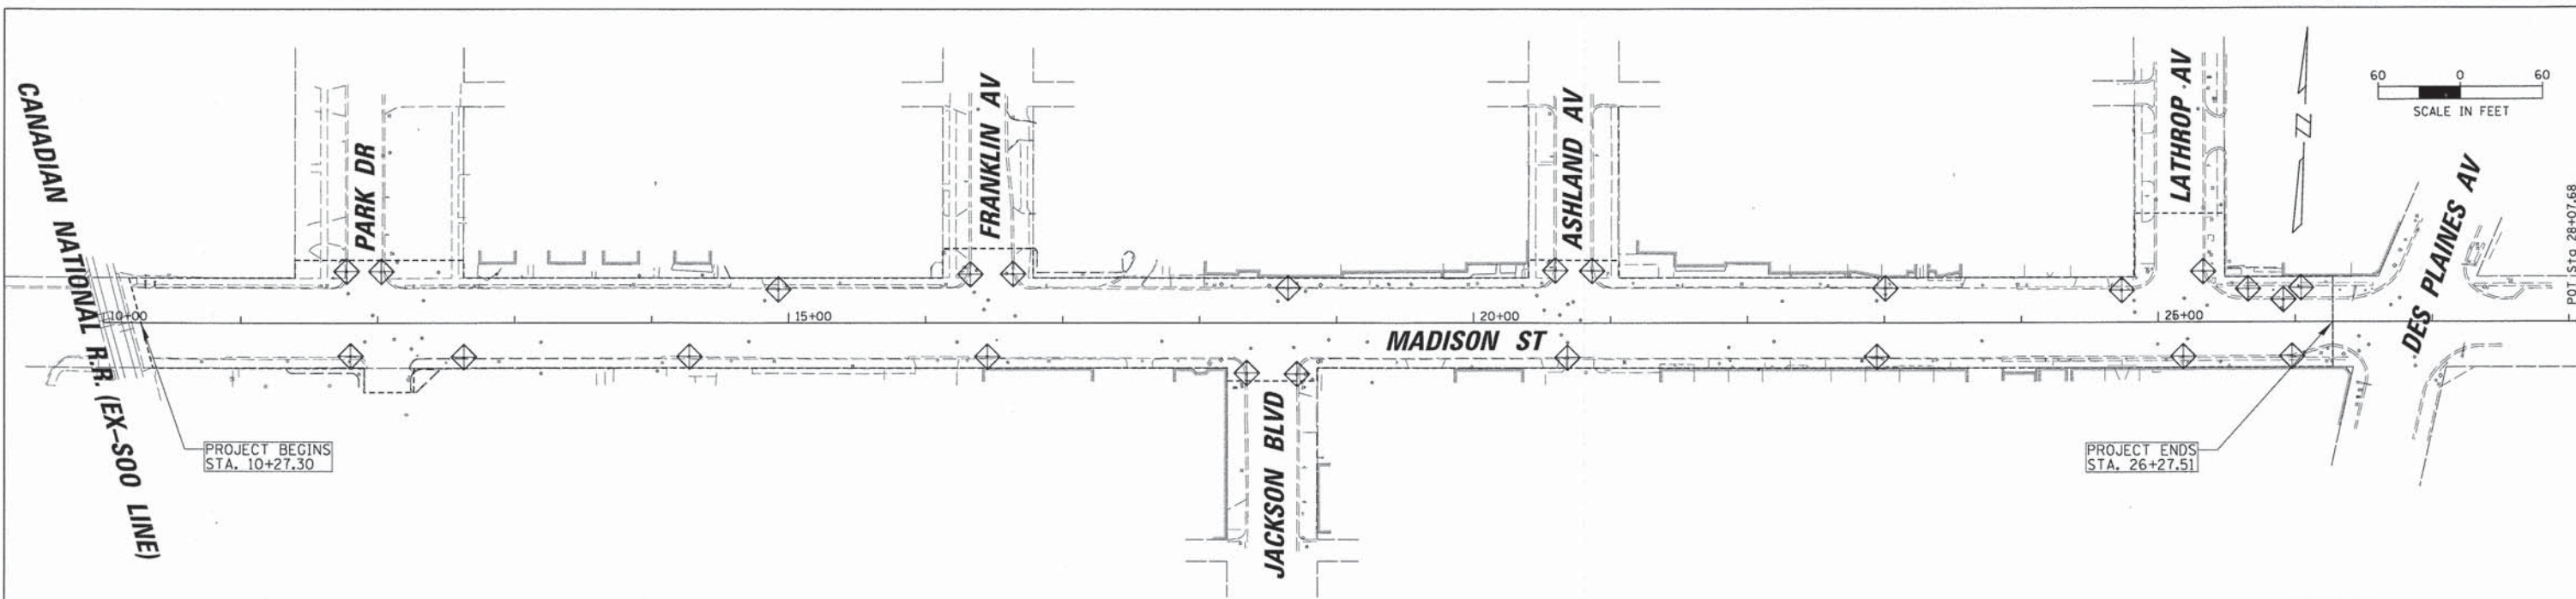 CANADIAN NATIONAL R.R. (EX-SOO LINE)
PARK DR
FRANKLIN AV
ASHLAND AV
LATHROP AV
60 0 60
SCALE IN FEET
N
DES PLAINES AV
POT Sta 28+07.68
10+00
15+00
20+00
25+00
MADISON ST
JACKSON BLVD
PROJECT BEGINS
STA. 10+27.30
PROJECT ENDS
STA. 26+27.51